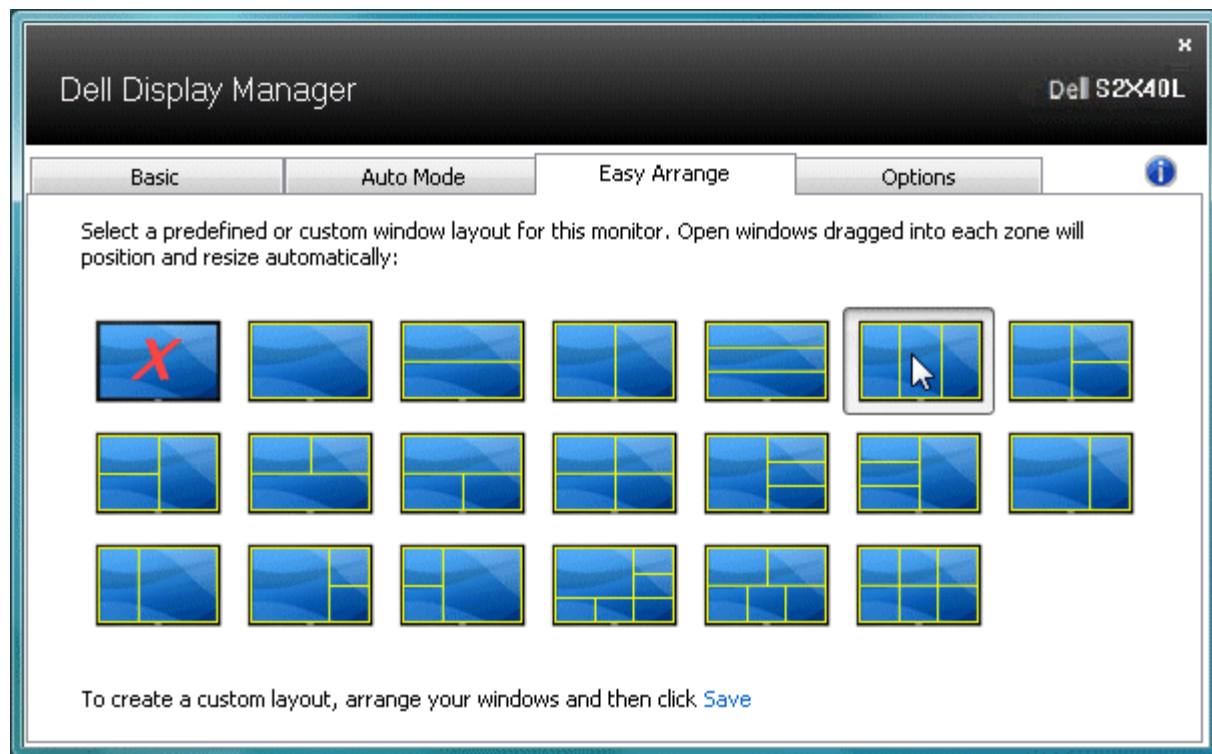 x
Dell Display Manager
Dell S2X40L
Basic
Auto Mode
Easy Arrange
Options
i
Select a predefined or custom window layout for this monitor. Open windows dragged into each zone will
position and resize automatically:
X
To create a custom layout, arrange your windows and then click Save